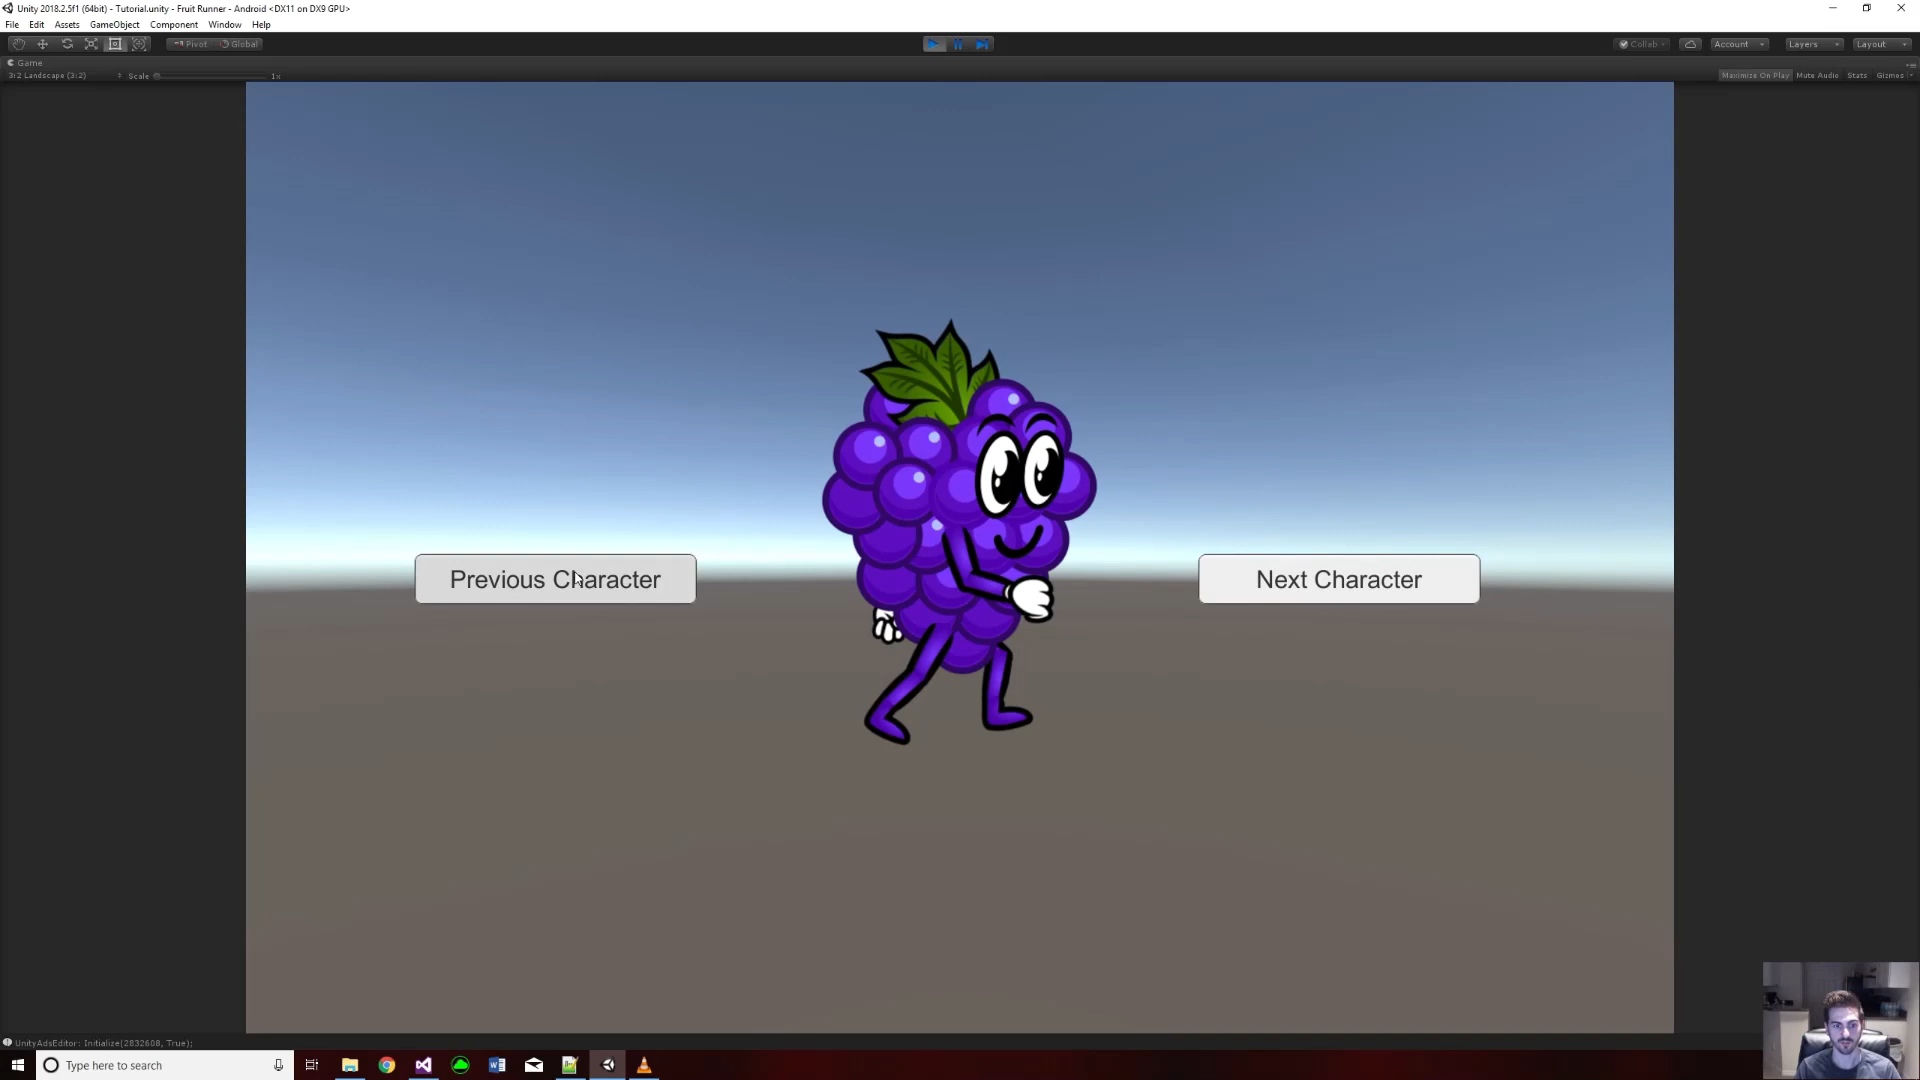 Unity 2018.2.5f1 (64bit) - Tutorial.unity - Fruit Runner - Android <DX11 on DX9 GPU>
File Edit Assets GameObject Component Window Help
Pivot Global Collab Account Layers Layout
Game
3:2 Landscape (3:2) Scale 1x Maximize On Play Mute Audio Stats Gizmos
Previous Character Next Character
UnityAdsEditor: Initialize(2832608, True);
Type here to search